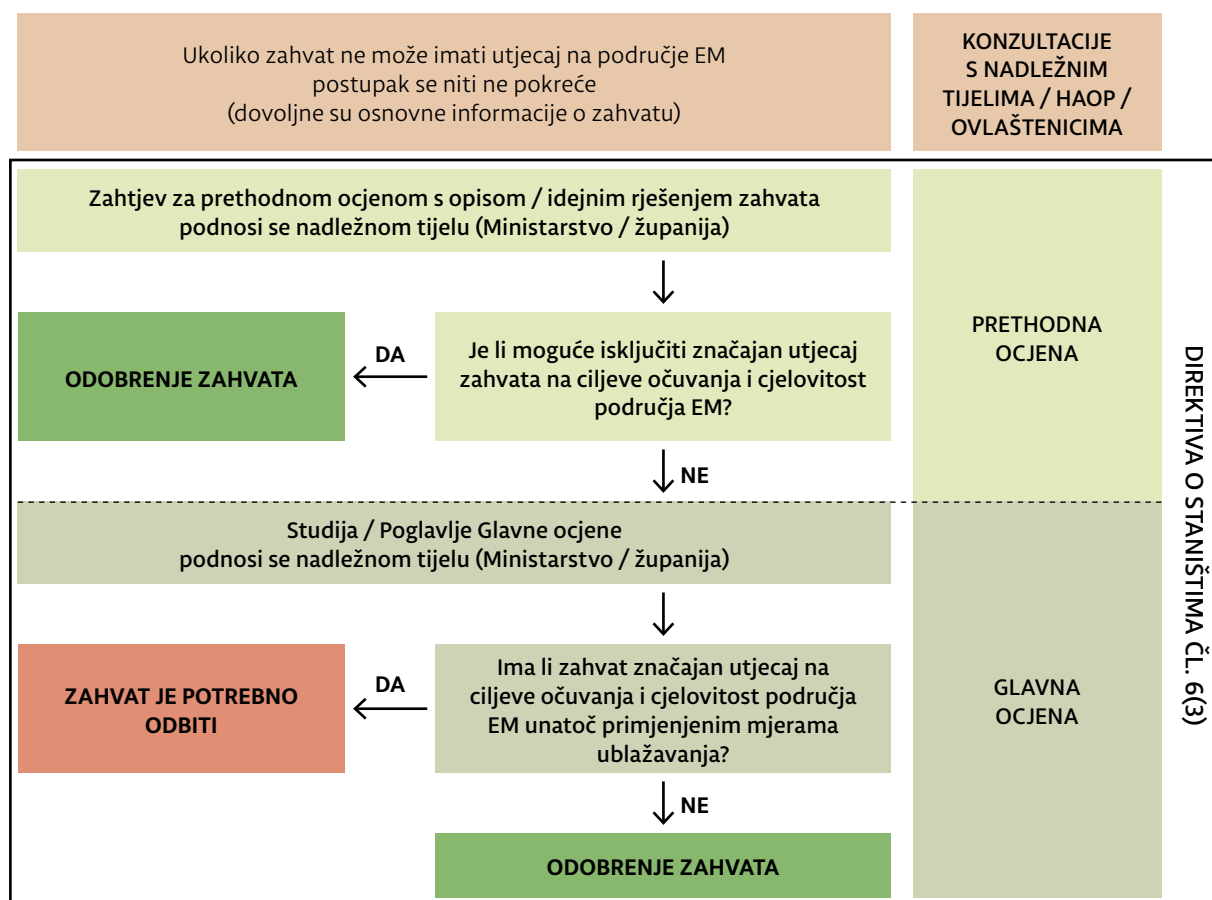 Ukoliko zahvat ne može imati utjecaj na područje EM
postupak se niti ne pokreće
(dovoljne su osnovne informacije o zahvatu)
KONZULTACIJE
S NADLEŽNIM
TIJELIMA / HAOP /
OVLAŠTENICIMA
Zahtjev za prethodnom ocjenom s opisom / idejnim rješenjem zahvata
podnosi se nadležnom tijelu (Ministarstvo / županija)
Je li moguće isključiti značajan utjecaj
zahvata na ciljeve očuvanja i cjelovitost
područja EM?
DA
ODOBRENJE ZAHVATA
NE
PRETHODNA
OCJENA
Studija / Poglavlje Glavne ocjene
podnosi se nadležnom tijelu (Ministarstvo / županija)
Ima li zahvat značajan utjecaj na
ciljeve očuvanja i cjelovitost područja
EM unatoč primjenjenim mjerama
ublažavanja?
DA
ZAHVAT JE POTREBNO
ODBITI
NE
ODOBRENJE ZAHVATA
GLAVNA
OCJENA
DIREKTIVA O STANIŠTIMA ČL. 6(3)